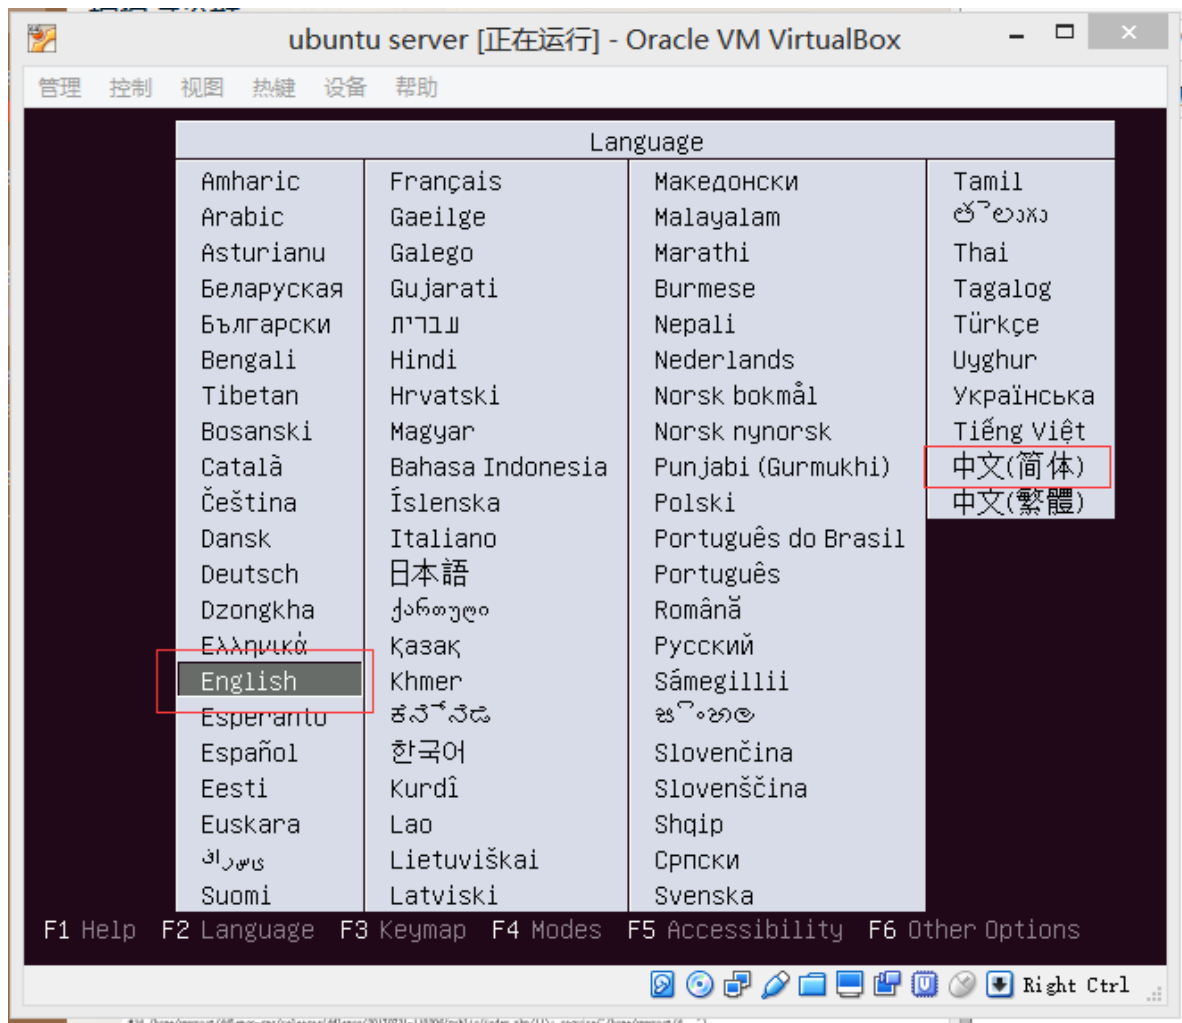 ubuntu server [正在运行] - Oracle VM VirtualBox
管理 控制 视图 热键 设备 帮助
Language
Amharic
Arabic
Asturianu
Беларуская
Български
Bengali
Tibetan
Bosanski
Català
Čeština
Dansk
Deutsch
Dzongkha
Ελληνικά
English
Esperanto
Español
Eesti
Euskara
Suomi
Français
Gaeilge
Galego
Gujarati
עברית
Hindi
Hrvatski
Magyar
Bahasa Indonesia
Íslenska
Italiano
日本語
ქართული
Қазақ
Khmer
한국어
Kurdî
Lao
Lietuviškai
Latviski
Македонски
Malayalam
Marathi
Burmese
Nepali
Nederlands
Norsk bokmål
Norsk nynorsk
Punjabi (Gurmukhi)
Polski
Português do Brasil
Português
Română
Русский
Sámegillii
Slovenčina
Slovenščina
Shqip
Српски
Svenska
Tamil
Thai
Tagalog
Türkçe
Uyghur
Українська
Tiếng Việt
中文(简体)
中文(繁體)
F1 Help F2 Language F3 Keymap F4 Modes F5 Accessibility F6 Other Options
Right Ctrl